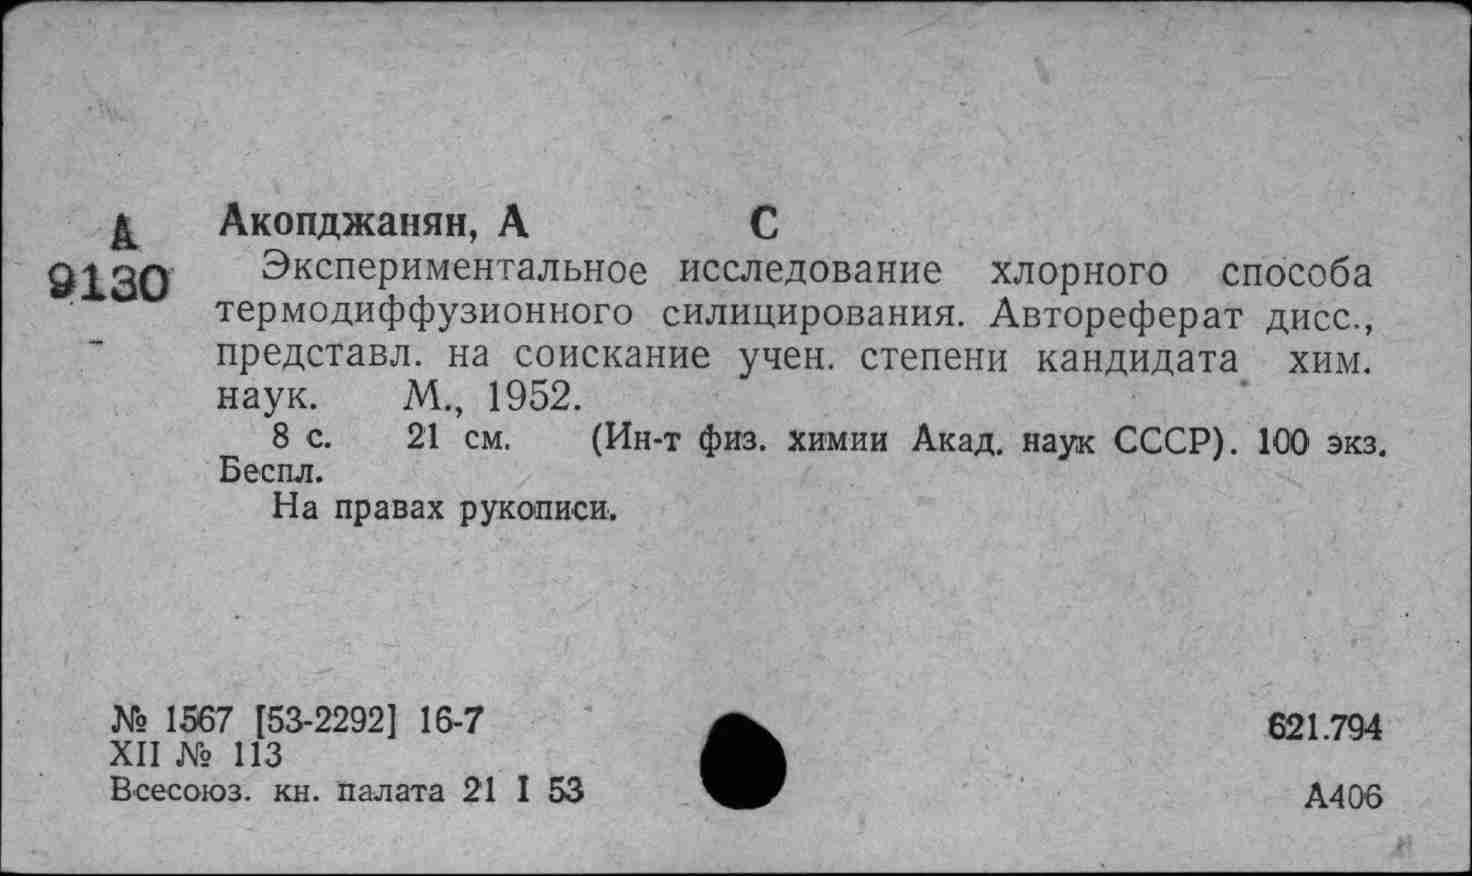 А
9130
Акопджанян, А С
Экспериментальное исследование хлорного способа
термодиффузионного силицирования. Автореферат дисс.,
представл. на соискание учен. степени кандидата хим.
наук. М., 1952.
8 с. 21 см. (Ин-т физ. химии Акад. наук СССР). 100 экз.
Беспл.
На правах рукописи.
№ 1567 [53-2292] 16-7
XII № 113
Всесоюз. кн. палата 21 I 53
621.794
А406